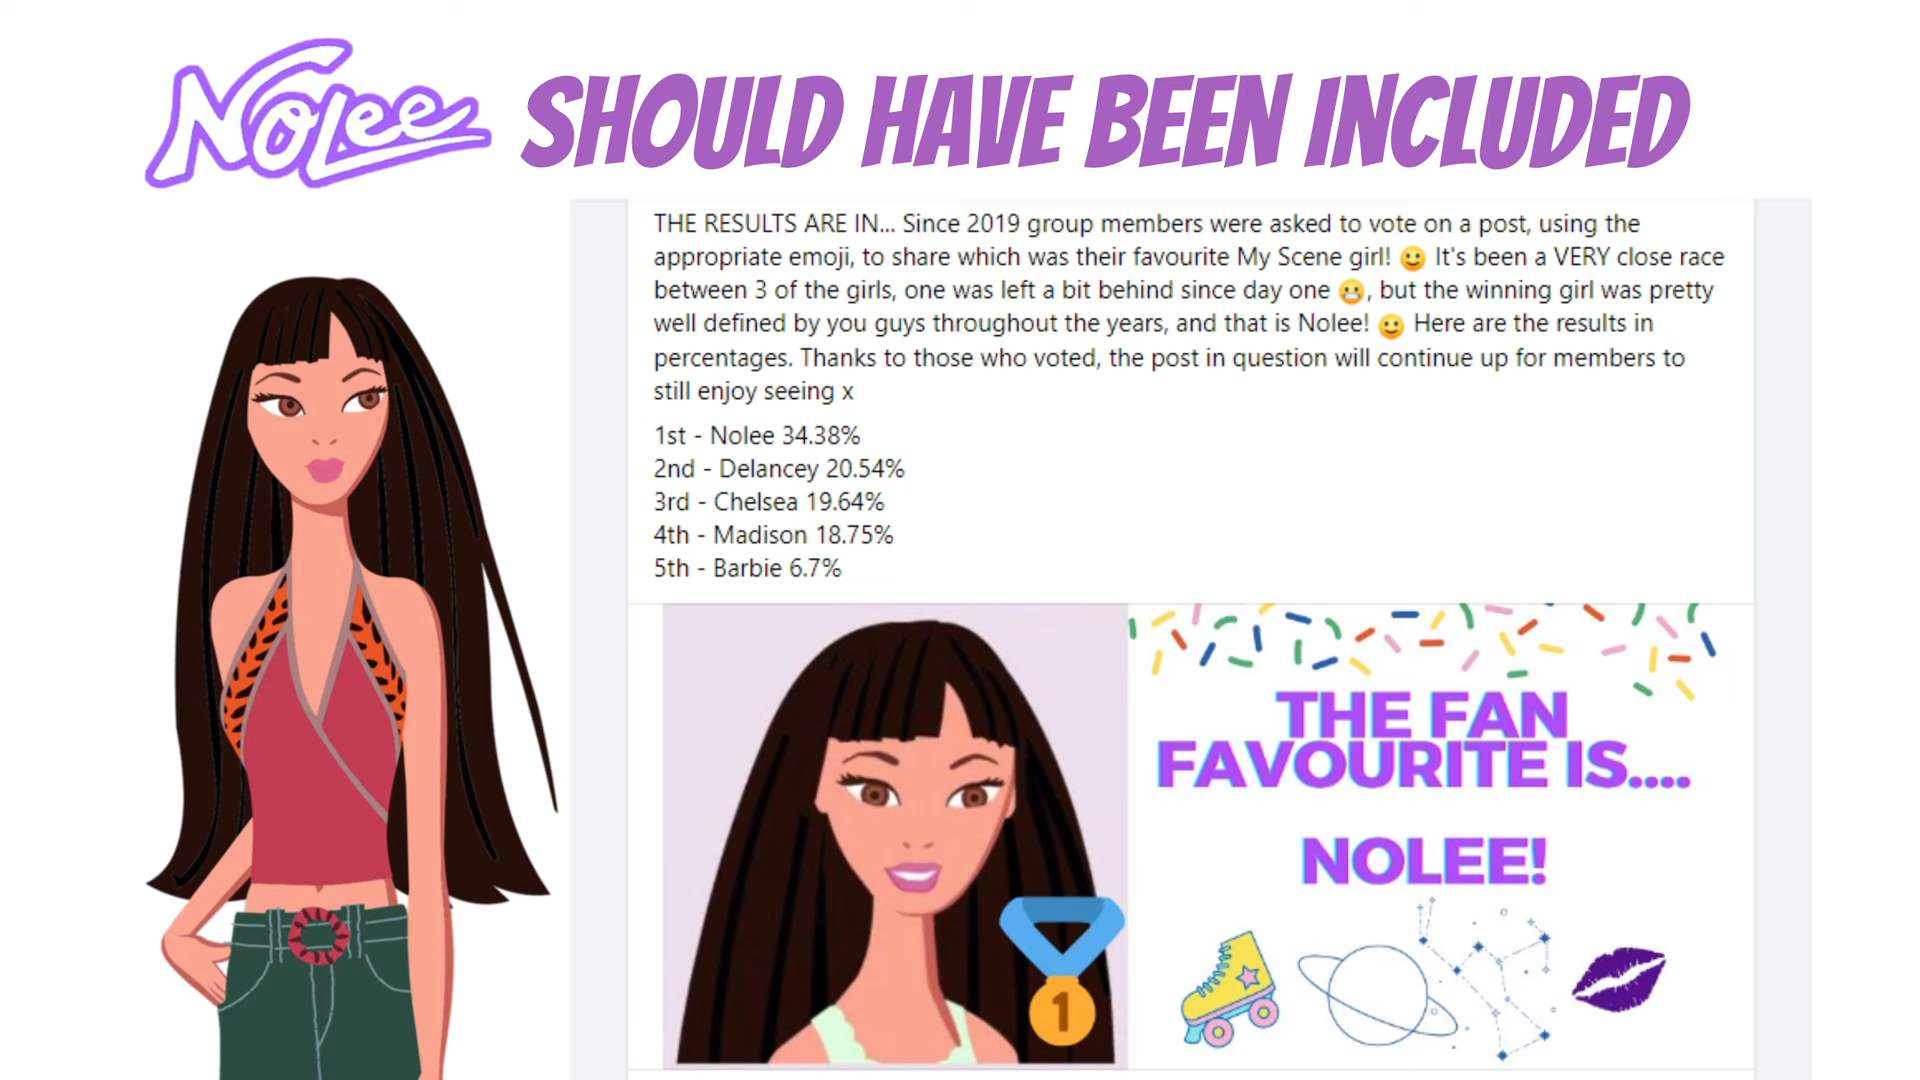 Nolee SHOULD HAVE BEEN INCLUDED
THE RESULTS ARE IN... Since 2019 group members were asked to vote on a post, using the
appropriate emoji, to share which was their favourite My Scene girl! 🙂 It's been a VERY close race
between 3 of the girls, one was left a bit behind since day one 😬, but the winning girl was pretty
well defined by you guys throughout the years, and that is Nolee! 🙂 Here are the results in
percentages. Thanks to those who voted, the post in question will continue up for members to
still enjoy seeing x
1st - Nolee 34.38%
2nd - Delancey 20.54%
3rd - Chelsea 19.64%
4th - Madison 18.75%
5th - Barbie 6.7%
THE FAN
FAVOURITE IS....
NOLEE!
1